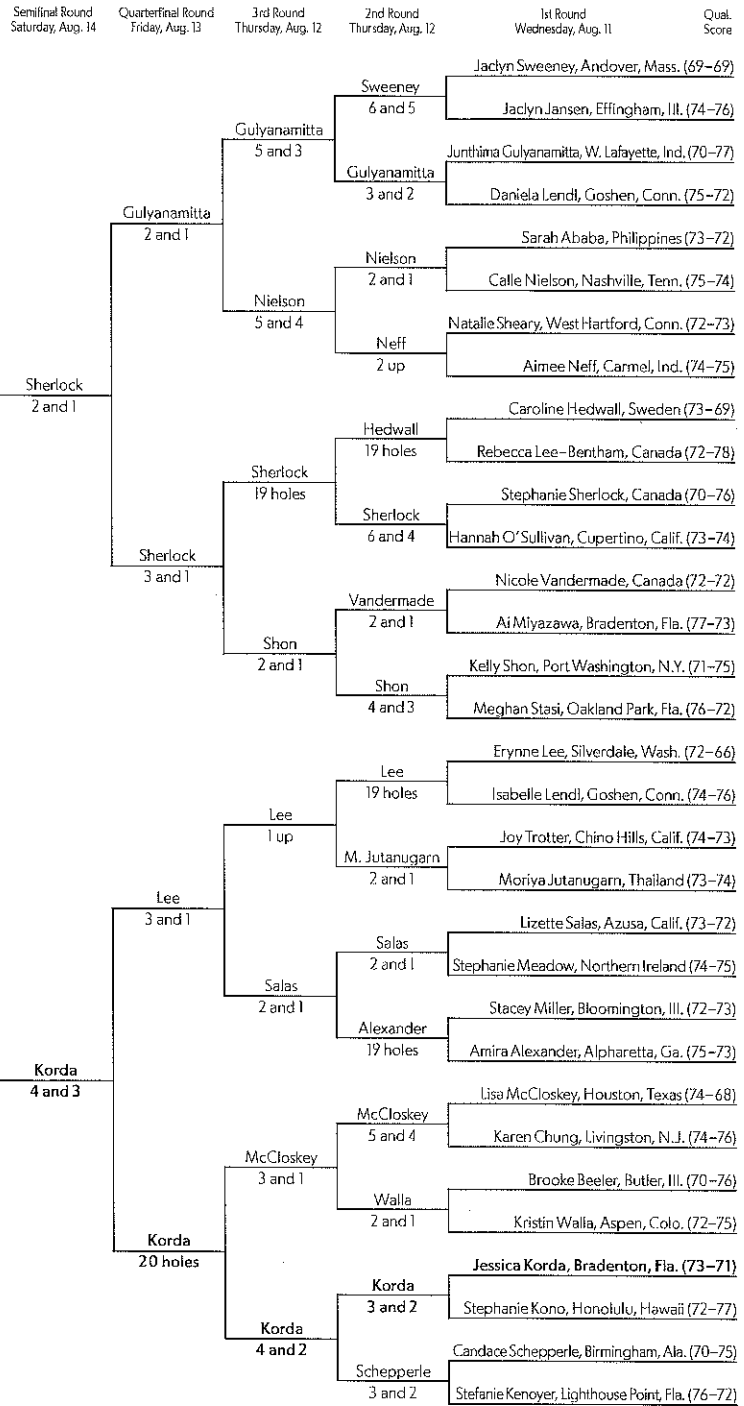 Semifinal Round
Saturday, Aug. 14
Quarterfinal Round
Friday, Aug. 13
3rd Round
Thursday, Aug. 12
2nd Round
Thursday, Aug. 12
1st Round
Wednesday, Aug. 11
Qual.
Score
Jaclyn Sweeney, Andover, Mass. (69-69)
Sweeney
6 and 5
Jaclyn Jansen, Effingham, Ill. (74-76)
Gulyanamitta
5 and 3
Junthima Gulyanamitta, W. Lafayette, Ind. (70-77)
Gulyanamitta
3 and 2
Daniela Lendl, Goshen, Conn. (75-72)
Gulyanamitta
2 and 1
Sarah Ababa, Philippines (73-72)
Nielson
2 and 1
Calle Nielson, Nashville, Tenn. (75-74)
Nielson
5 and 4
Natalie Sheary, West Hartford, Conn. (72-73)
Neff
2 up
Aimee Neff, Carmel, Ind. (74-75)
Sherlock
2 and 1
Caroline Hedwall, Sweden (73-69)
Hedwall
19 holes
Rebecca Lee-Bentham, Canada (72-78)
Sherlock
19 holes
Stephanie Sherlock, Canada (70-76)
Sherlock
6 and 4
Hannah O'Sullivan, Cupertino, Calif. (73-74)
Sherlock
3 and 1
Nicole Vandermade, Canada (72-72)
Vandermade
2 and 1
Ai Miyazawa, Bradenton, Fla. (77-73)
Shon
2 and 1
Kelly Shon, Port Washington, N.Y. (71-75)
Shon
4 and 3
Meghan Stasi, Oakland Park, Fla. (76-72)
Erynne Lee, Silverdale, Wash. (72-66)
Lee
19 holes
Isabelle Lendl, Goshen, Conn. (74-76)
Lee
1 up
Joy Trotter, Chino Hills, Calif. (74-73)
M. Jutanugarn
2 and 1
Moriya Jutanugarn, Thailand (73-74)
Lee
3 and 1
Lizette Salas, Azusa, Calif. (73-72)
Salas
2 and 1
Stephanie Meadow, Northern Ireland (74-75)
Salas
2 and 1
Stacey Miller, Bloomington, Ill. (72-73)
Alexander
19 holes
Amira Alexander, Alpharetta, Ga. (75-73)
Korda
4 and 3
Lisa McCloskey, Houston, Texas (74-68)
McCloskey
5 and 4
Karen Chung, Livingston, N.J. (74-76)
McCloskey
3 and 1
Brooke Beeler, Butler, Ill. (70-76)
Walla
2 and 1
Kristin Walla, Aspen, Colo. (72-75)
Korda
20 holes
Jessica Korda, Bradenton, Fla. (73-71)
Korda
3 and 2
Stephanie Kono, Honolulu, Hawaii (72-77)
Korda
4 and 2
Candace Schepperle, Birmingham, Ala. (70-75)
Schepperle
3 and 2
Stefanie Kenoyer, Lighthouse Point, Fla. (76-72)